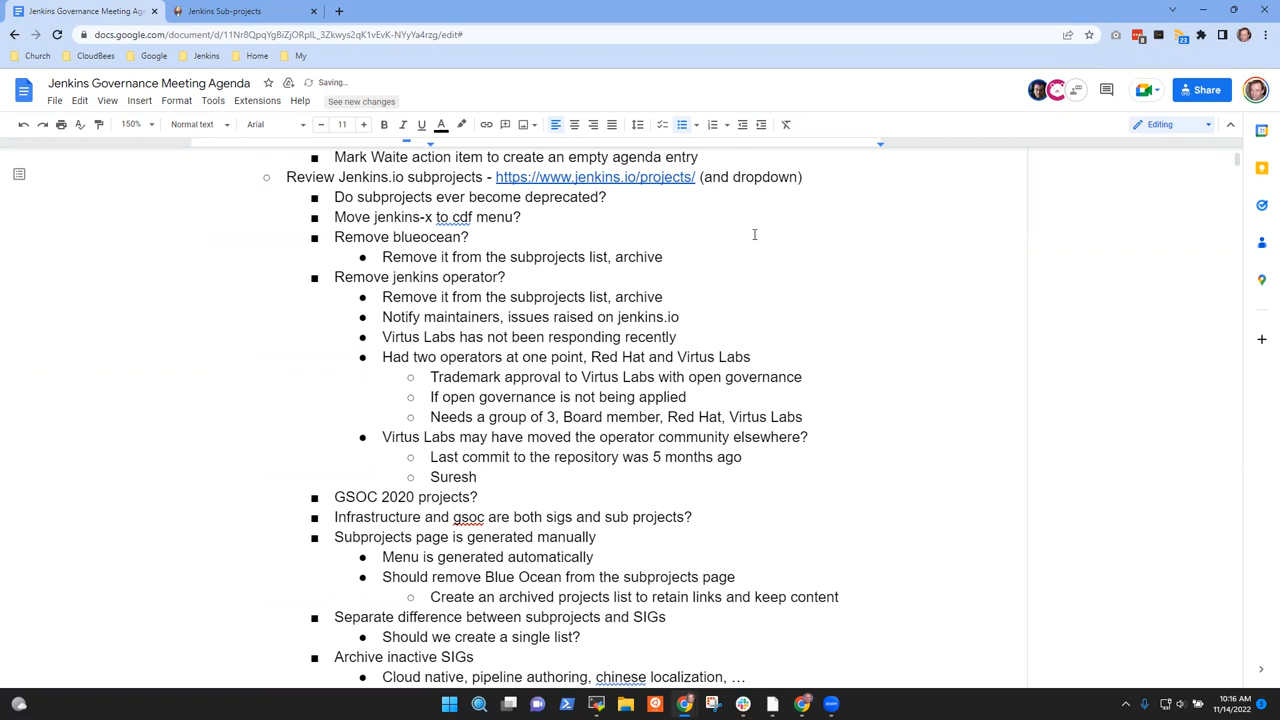 Jenkins Governance Meeting Age
Jenkins Sub-projects
docs.google.com/document/d/11Nr8QpqYgBiZjORpIL_3Zkwys2qK1vEvK-NYyYa4rzg/edit#
Church
CloudBees
Google
Jenkins
Home
My
Jenkins Governance Meeting Agenda
Saving...
File Edit View Insert Format Tools Extensions Help See new changes
Share
150% Normal text Arial 11 Editing
Mark Waite action item to create an empty agenda entry
Review Jenkins.io subprojects - https://www.jenkins.io/projects/ (and dropdown)
Do subprojects ever become deprecated?
Move jenkins-x to cdf menu?
Remove blueocean?
Remove it from the subprojects list, archive
Remove jenkins operator?
Remove it from the subprojects list, archive
Notify maintainers, issues raised on jenkins.io
Virtus Labs has not been responding recently
Had two operators at one point, Red Hat and Virtus Labs
Trademark approval to Virtus Labs with open governance
If open governance is not being applied
Needs a group of 3, Board member, Red Hat, Virtus Labs
Virtus Labs may have moved the operator community elsewhere?
Last commit to the repository was 5 months ago
Suresh
GSOC 2020 projects?
Infrastructure and gsoc are both sigs and sub projects?
Subprojects page is generated manually
Menu is generated automatically
Should remove Blue Ocean from the subprojects page
Create an archived projects list to retain links and keep content
Separate difference between subprojects and SIGs
Should we create a single list?
Archive inactive SIGs
Cloud native, pipeline authoring, chinese localization, …
10:16 AM
11/14/2022